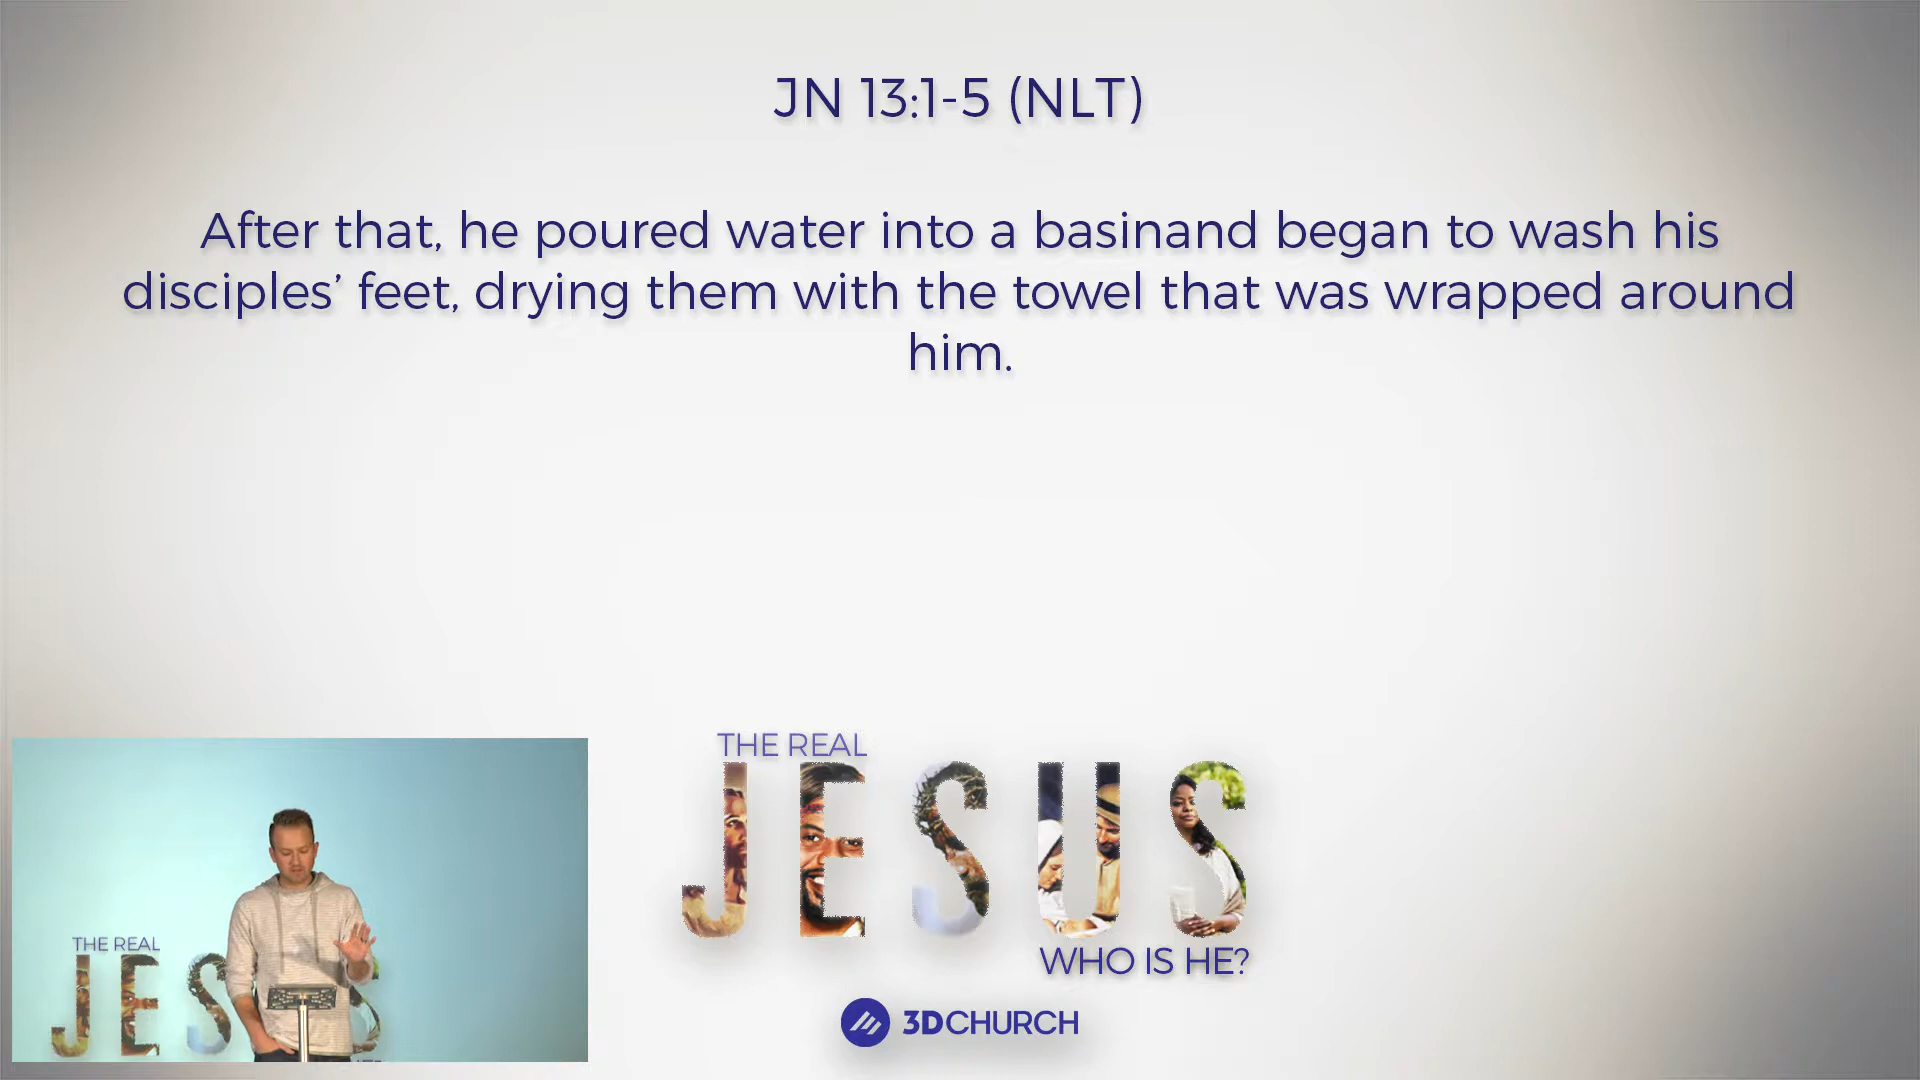 JN 13:1-5 (NLT)
After that, he poured water into a basinand began to wash his
disciples’ feet, drying them with the towel that was wrapped around
him.
THE REAL
JESUS
WHO IS HE?
3DCHURCH
THE REAL
JES